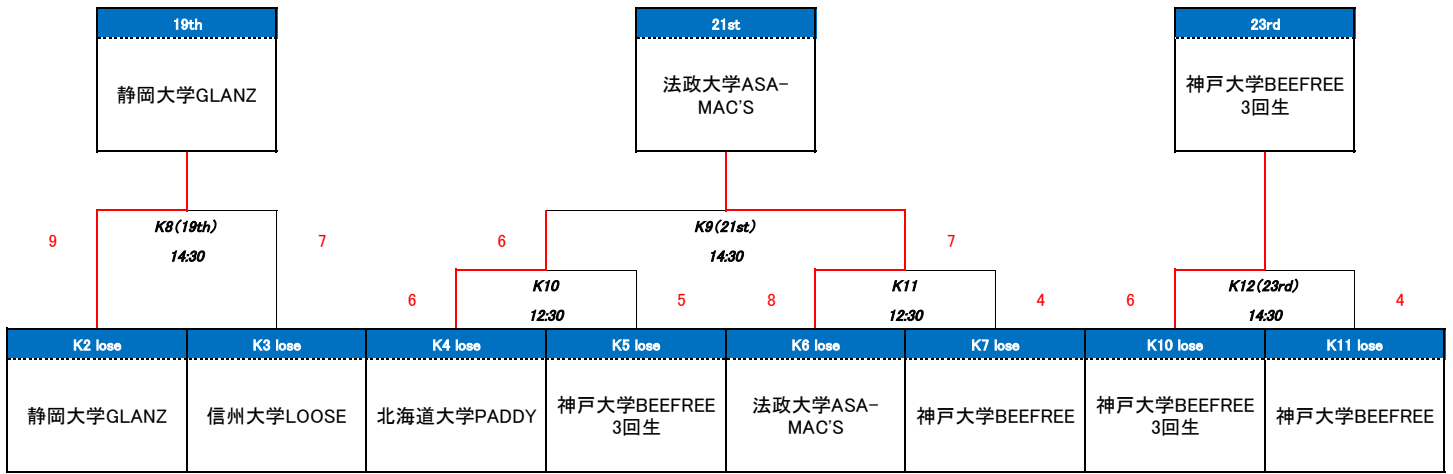 19th
21st
23rd
静岡大学GLANZ
法政大学ASA-
MAC'S
神戸大学BEEFREE
3回生
K8(19th)
K9(21st)
9
7
6
7
14:30
14:30
K10
K11
K12(23rd)
6
5
8
4
6
4
12:30
12:30
14:30
K2 lose
K3 lose
K4 lose
K5 lose
K6 lose
K7 lose
K10 lose
K11 lose
静岡大学GLANZ
信州大学LOOSE
北海道大学PADDY
神戸大学BEEFREE
3回生
法政大学ASA-
MAC'S
神戸大学BEEFREE
神戸大学BEEFREE
3回生
神戸大学BEEFREE